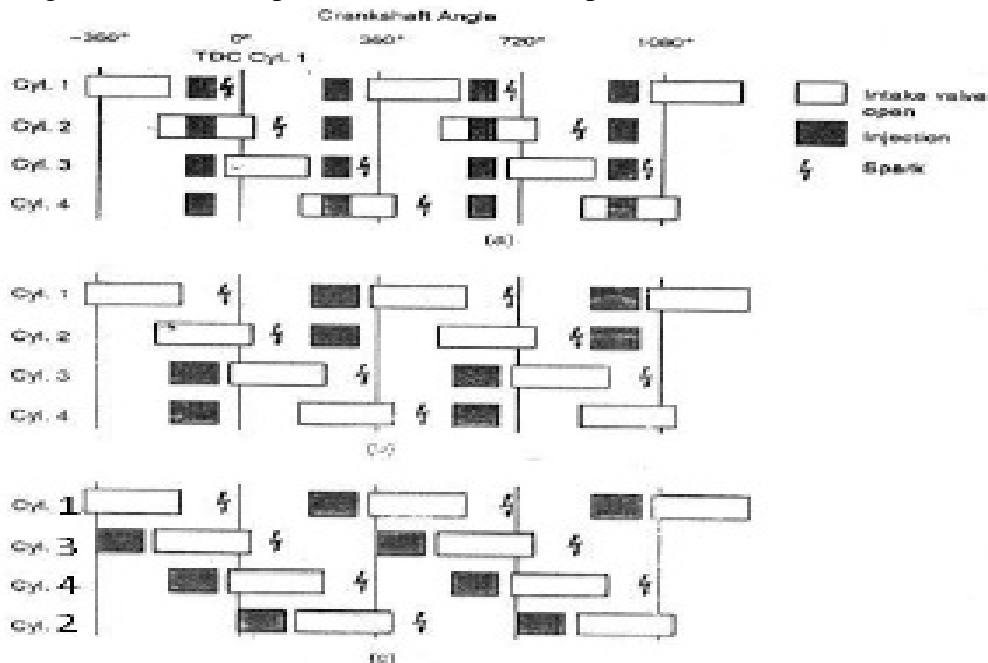 Crankshaft Angle
-360° 0° 360° 720° 1080°
TDC Cyl. 1
Cyl. 1
Cyl. 2
Cyl. 3
Cyl. 4
Intake valve
open
Injection
Spark
(a)
Cyl. 1
Cyl. 2
Cyl. 3
Cyl. 4
Cyl. 1
Cyl. 3
Cyl. 4
Cyl. 2
(c)